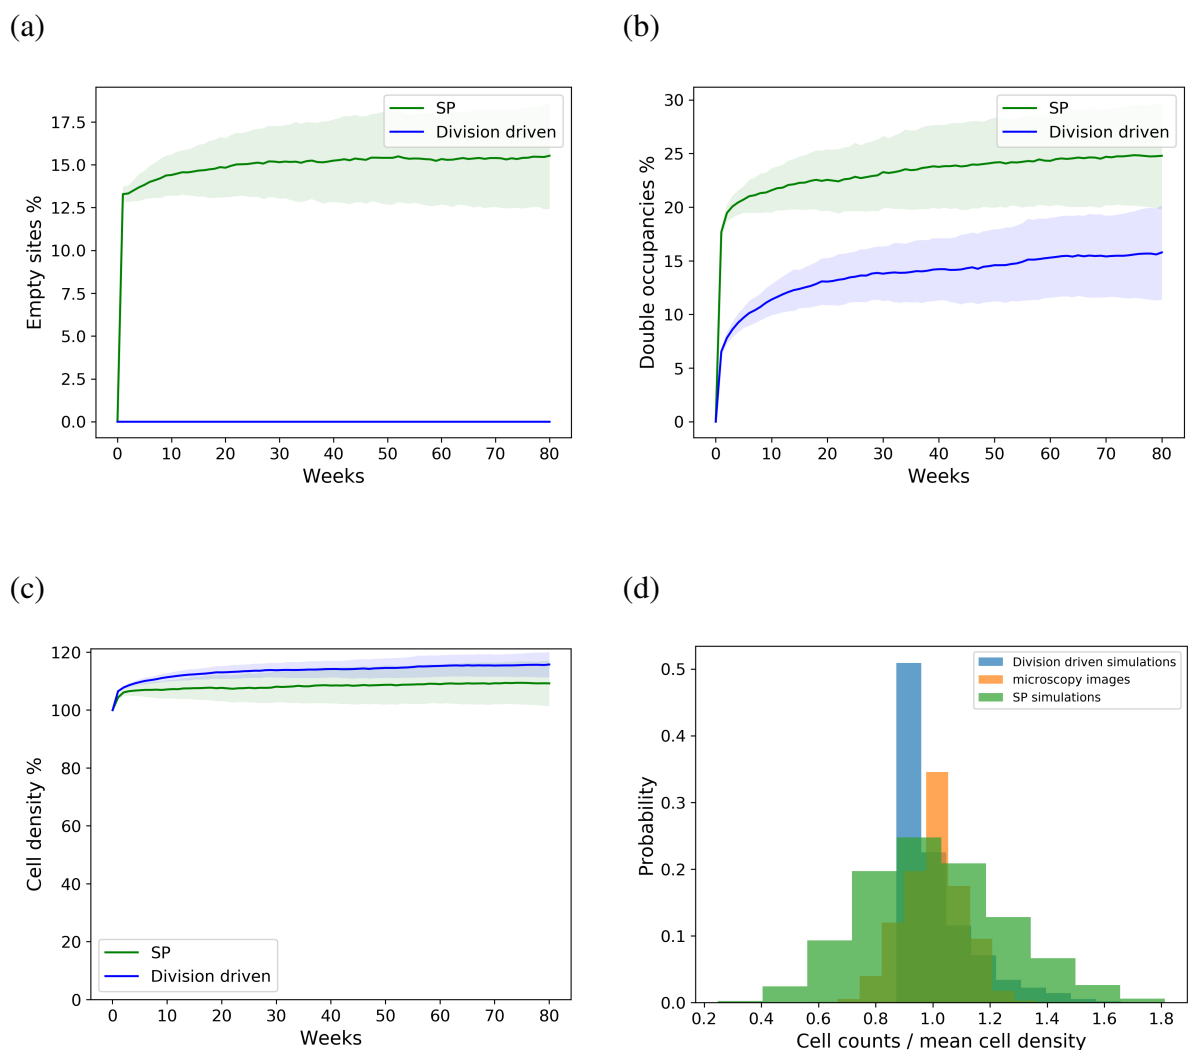 (a)
Empty sites %
17.5
15.0
12.5
10.0
7.5
5.0
2.5
0.0
SP
Division driven
0 10 20 30 40 50 60 70 80
Weeks
(b)
Double occupancies %
30
25
20
15
10
5
0
SP
Division driven
0 10 20 30 40 50 60 70 80
Weeks
(c)
Cell density %
120
100
80
60
40
20
0
SP
Division driven
0 10 20 30 40 50 60 70 80
Weeks
(d)
Probability
0.5
0.4
0.3
0.2
0.1
0.0
Division driven simulations
microscopy images
SP simulations
0.2 0.4 0.6 0.8 1.0 1.2 1.4 1.6 1.8
Cell counts / mean cell density